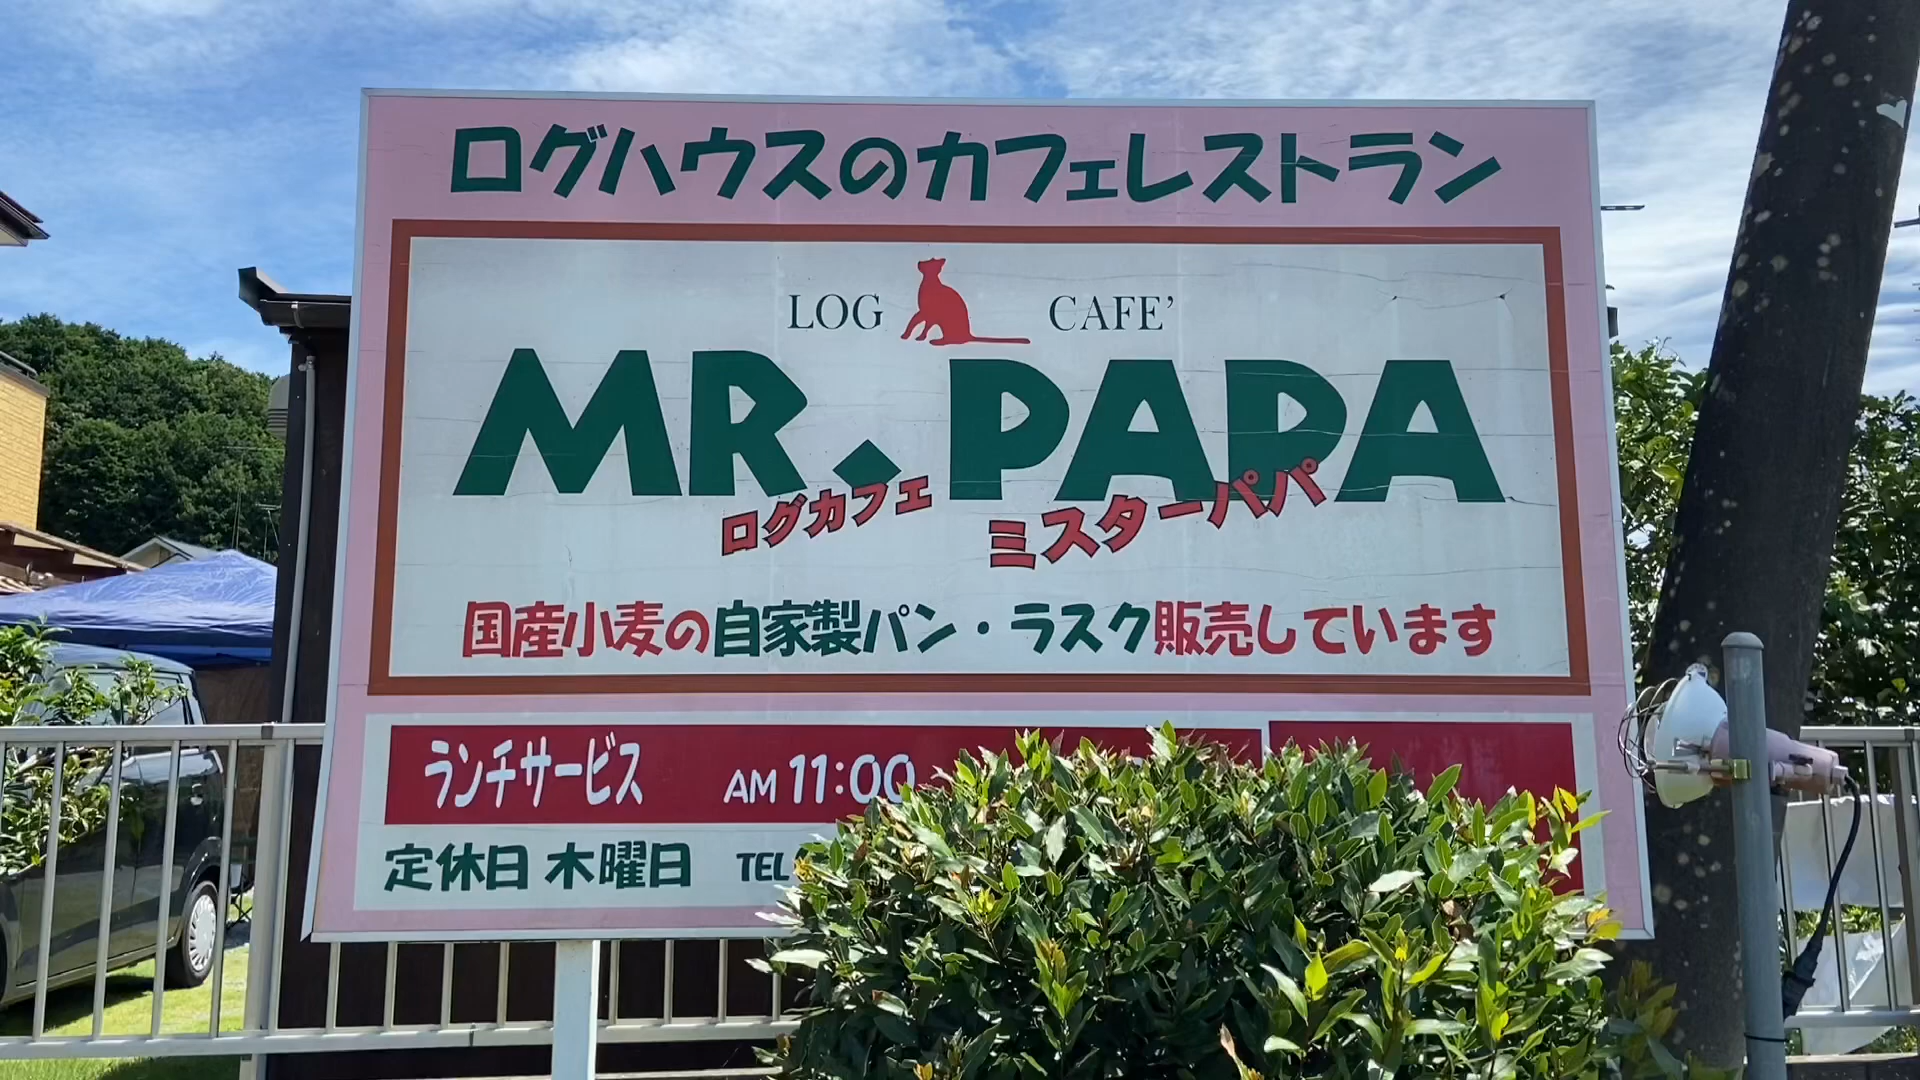 ログハウスのカフェレストラン
LOG CAFE'
MR. PAPA
ログカフェ ミスターパパ
国産小麦の自家製パン・ラスク販売しています
ランチサービス AM 11:00
定休日 木曜日 TEL